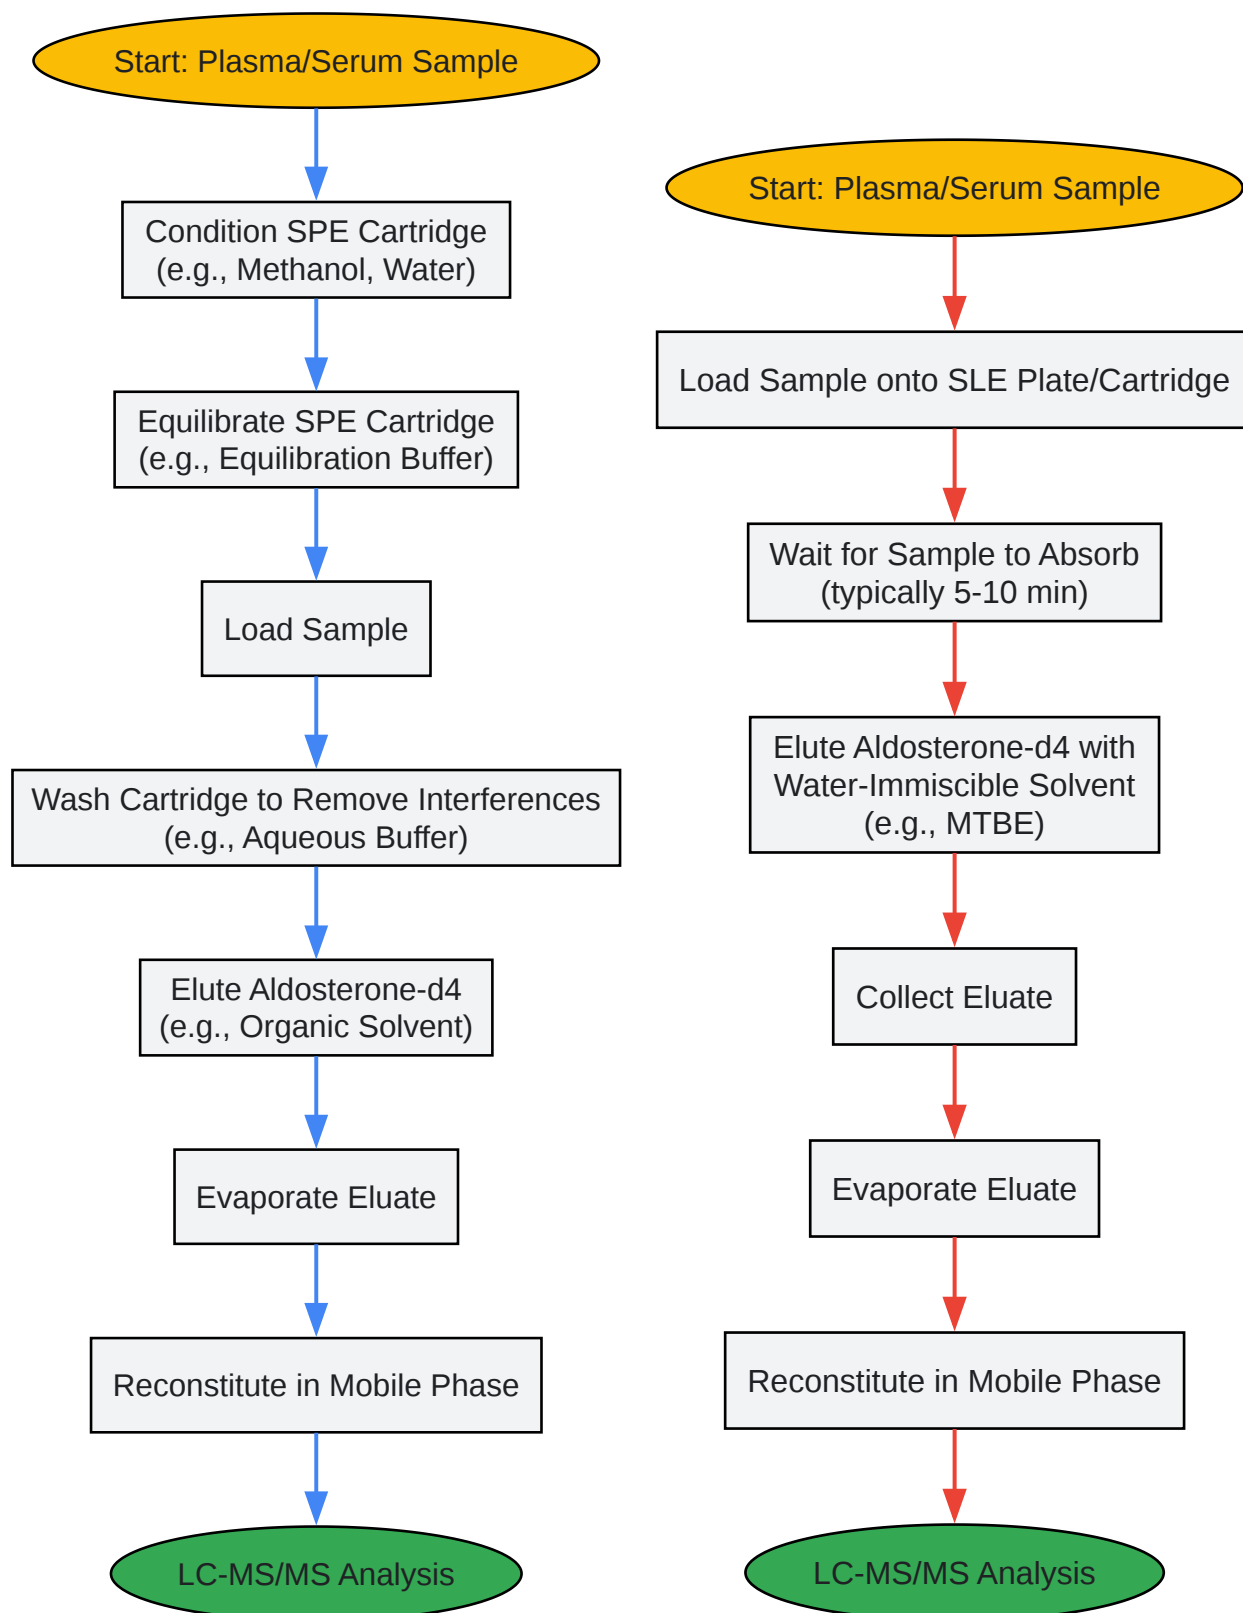 Start: Plasma/Serum Sample
Condition SPE Cartridge
(e.g., Methanol, Water)
Equilibrate SPE Cartridge
(e.g., Equilibration Buffer)
Load Sample
Wash Cartridge to Remove Interferences
(e.g., Aqueous Buffer)
Elute Aldosterone-d4
(e.g., Organic Solvent)
Evaporate Eluate
Reconstitute in Mobile Phase
LC-MS/MS Analysis
Start: Plasma/Serum Sample
Load Sample onto SLE Plate/Cartridge
Wait for Sample to Absorb
(typically 5-10 min)
Elute Aldosterone-d4 with
Water-Immiscible Solvent
(e.g., MTBE)
Collect Eluate
Evaporate Eluate
Reconstitute in Mobile Phase
LC-MS/MS Analysis